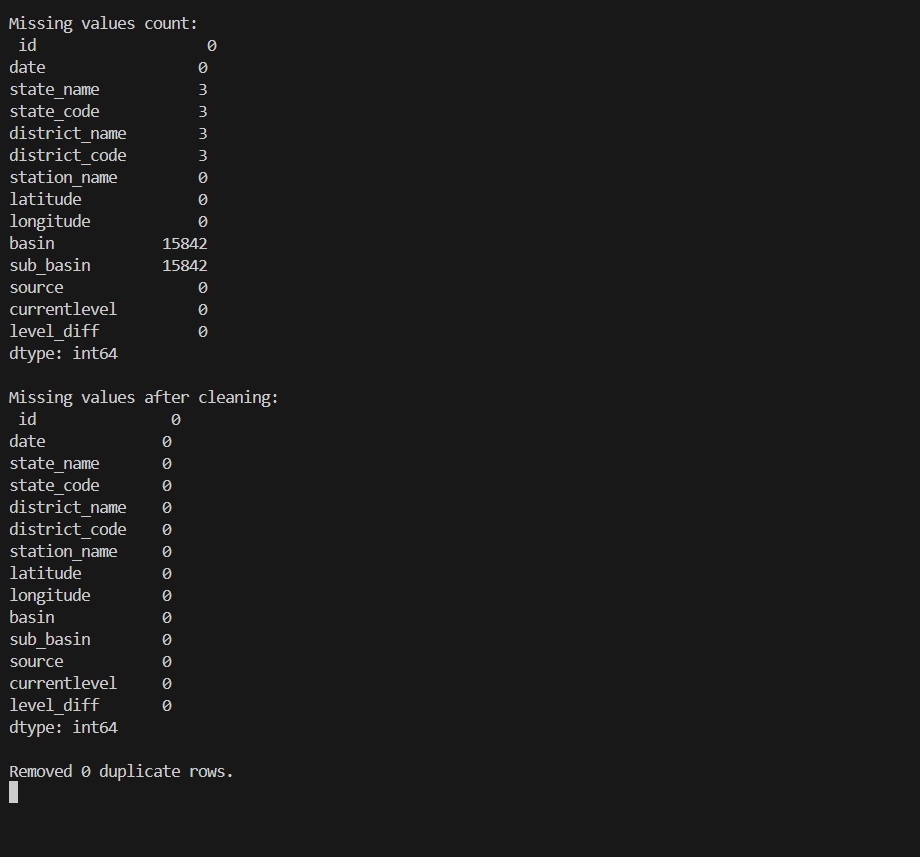 Missing values count:
 id                   0
date                 0
state_name           3
state_code           3
district_name        3
district_code        3
station_name         0
latitude             0
longitude            0
basin            15842
sub_basin        15842
source               0
currentlevel         0
level_diff           0
dtype: int64

Missing values after cleaning:
 id               0
date             0
state_name       0
state_code       0
district_name    0
district_code    0
station_name     0
latitude         0
longitude        0
basin            0
sub_basin        0
source           0
currentlevel     0
level_diff       0
dtype: int64

Removed 0 duplicate rows.